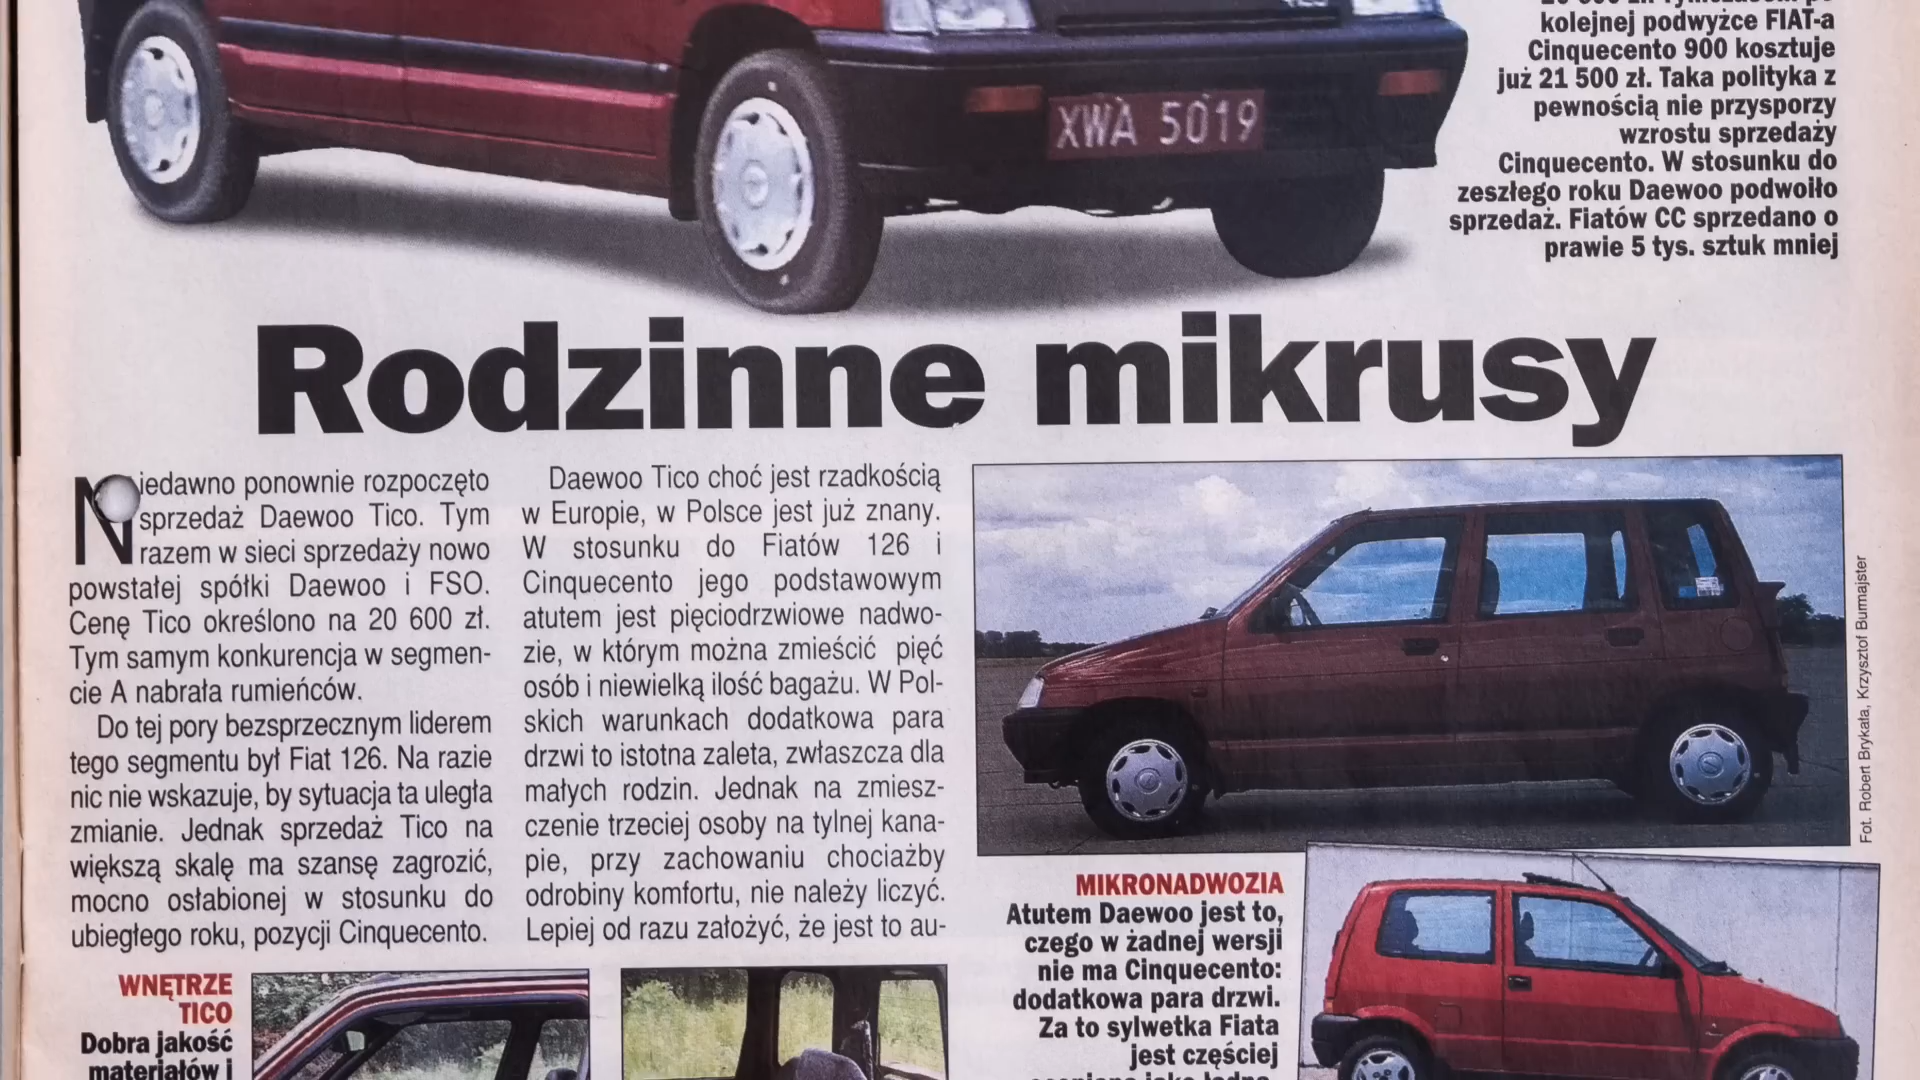 XWA 5019
kolejnej podwyżce FIAT-a
Cinquecento 900 kosztuje
już 21 500 zł. Taka polityka z
pewnością nie przysporzy
wzrostu sprzedaży
Cinquecento. W stosunku do
zeszłego roku Daewoo podwoiło
sprzedaż. Fiatów CC sprzedano o
prawie 5 tys. sztuk mniej
Rodzinne mikrusy
Niedawno ponownie rozpoczęto
sprzedaż Daewoo Tico. Tym
razem w sieci sprzedaży nowo
powstałej spółki Daewoo i FSO.
Cenę Tico określono na 20 600 zł.
Tym samym konkurencja w segmen-
cie A nabrała rumieńców.
Do tej pory bezsprzecznym liderem
tego segmentu był Fiat 126. Na razie
nic nie wskazuje, by sytuacja ta uległa
zmianie. Jednak sprzedaż Tico na
większą skalę ma szansę zagrozić,
mocno osłabionej w stosunku do
ubiegłego roku, pozycji Cinquecento.
Daewoo Tico choć jest rzadkością
w Europie, w Polsce jest już znany.
W stosunku do Fiatów 126 i
Cinquecento jego podstawowym
atutem jest pięciodrzwiowe nadwo-
zie, w którym można zmieścić pięć
osób i niewielką ilość bagażu. W Pol-
skich warunkach dodatkowa para
drzwi to istotna zaleta, zwłaszcza dla
małych rodzin. Jednak na zmiesz-
czenie trzeciej osoby na tylnej kana-
pie, przy zachowaniu chociażby
odrobiny komfortu, nie należy liczyć.
Lepiej od razu założyć, że jest to au-
Fot. Robert Brykała, Krzysztof Burmajster
MIKRONADWOZIA
Atutem Daewoo jest to,
czego w żadnej wersji
nie ma Cinquecento:
dodatkowa para drzwi.
Za to sylwetka Fiata
jest częściej
WNĘTRZE
TICO
Dobra jakość
materiałów i